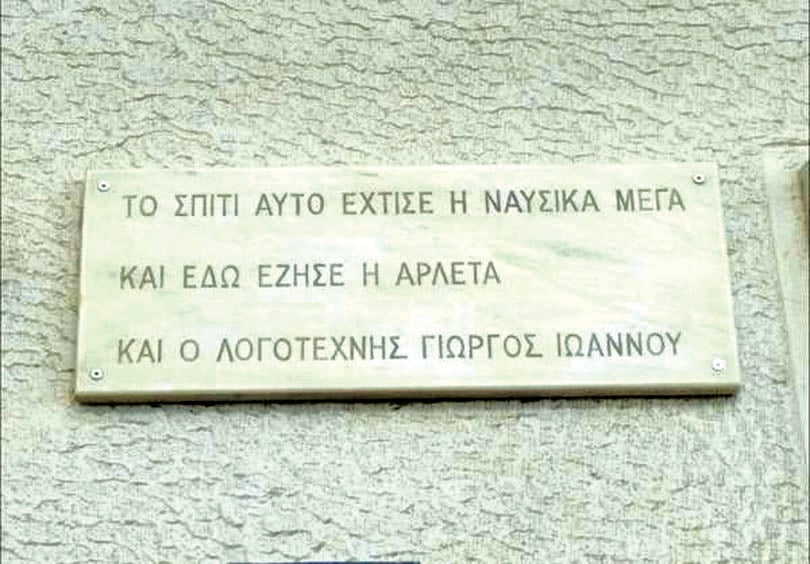 ΤΟ ΣΠΙΤΙ ΑΥΤΟ ΕΧΤΙΣΕ Η ΝΑΥΣΙΚΑ ΜΕΓΑ
ΚΑΙ ΕΔΩ ΕΖΗΣΕ Η ΑΡΛΕΤΑ
ΚΑΙ Ο ΛΟΓΟΤΕΧΝΗΣ ΓΙΩΡΓΟΣ ΙΩΑΝΝΟΥ